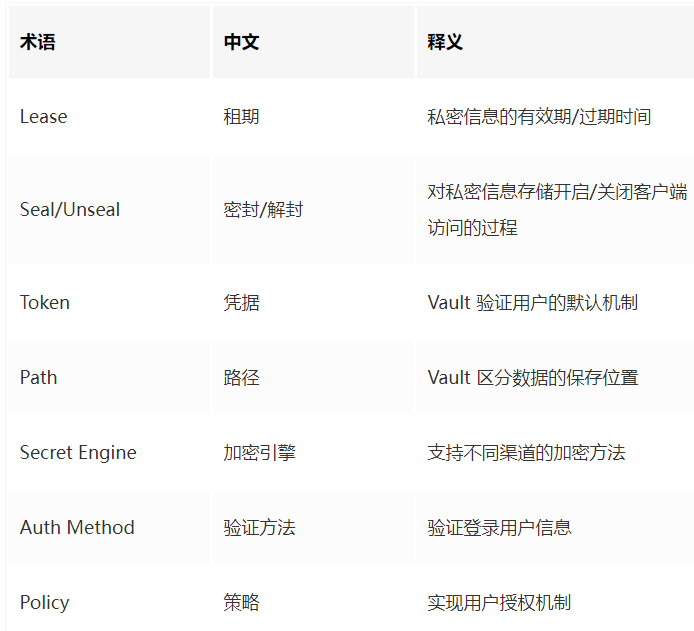 术语 中文 释义
Lease 租期 私密信息的有效期/过期时间
Seal/Unseal 密封/解封 对私密信息存储开启/关闭客户端
访问的过程
Token 凭据 Vault 验证用户的默认机制
Path 路径 Vault 区分数据的保存位置
Secret Engine 加密引擎 支持不同渠道的加密方法
Auth Method 验证方法 验证登录用户信息
Policy 策略 实现用户授权机制